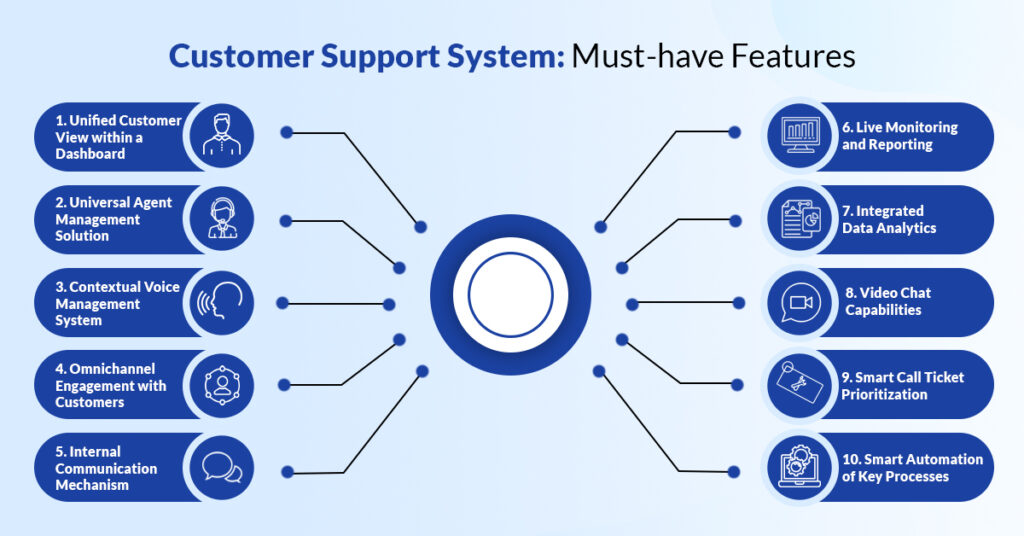 Customer Support System: Must-have Features
1. Unified Customer
View within a
Dashboard
2. Universal Agent
Management
Solution
3. Contextual Voice
Management
System
4. Omnichannel
Engagement with
Customers
5. Internal
Communication
Mechanism
6. Live Monitoring
and Reporting
7. Integrated
Data Analytics
8. Video Chat
Capabilities
9. Smart Call Ticket
Prioritization
10. Smart Automation
of Key Processes